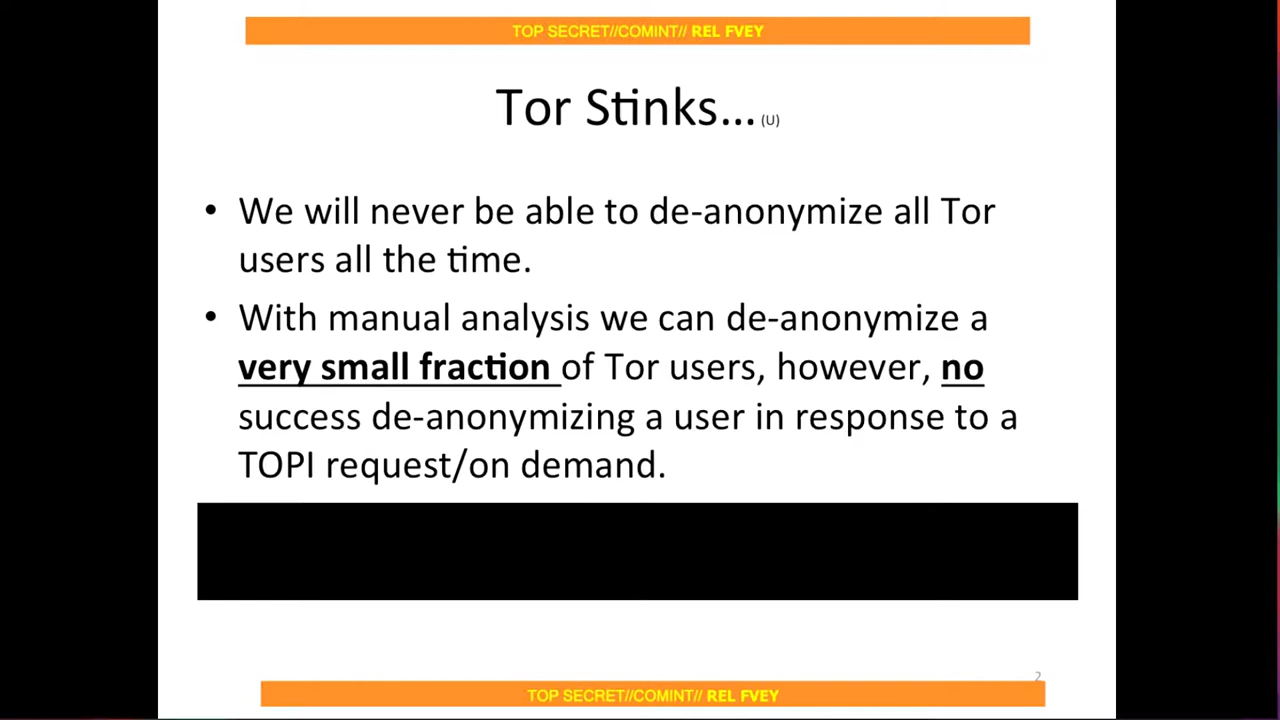 TOP SECRET//COMINT// REL FVEY
Tor Stinks... (U)
• We will never be able to de-anonymize all Tor
users all the time.
• With manual analysis we can de-anonymize a
very small fraction of Tor users, however, no
success de-anonymizing a user in response to a
TOPI request/on demand.
2
TOP SECRET//COMINT// REL FVEY